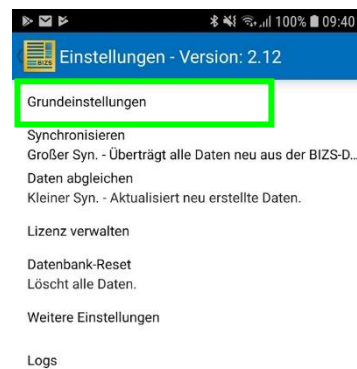 100% 09:40
BIZS
Einstellungen - Version: 2.12
Grundeinstellungen
Synchronisieren
Großer Syn. - Überträgt alle Daten neu aus der BIZS-D...
Daten abgleichen
Kleiner Syn. - Aktualisiert neu erstellte Daten.
Lizenz verwalten
Datenbank-Reset
Löscht alle Daten.
Weitere Einstellungen
Logs